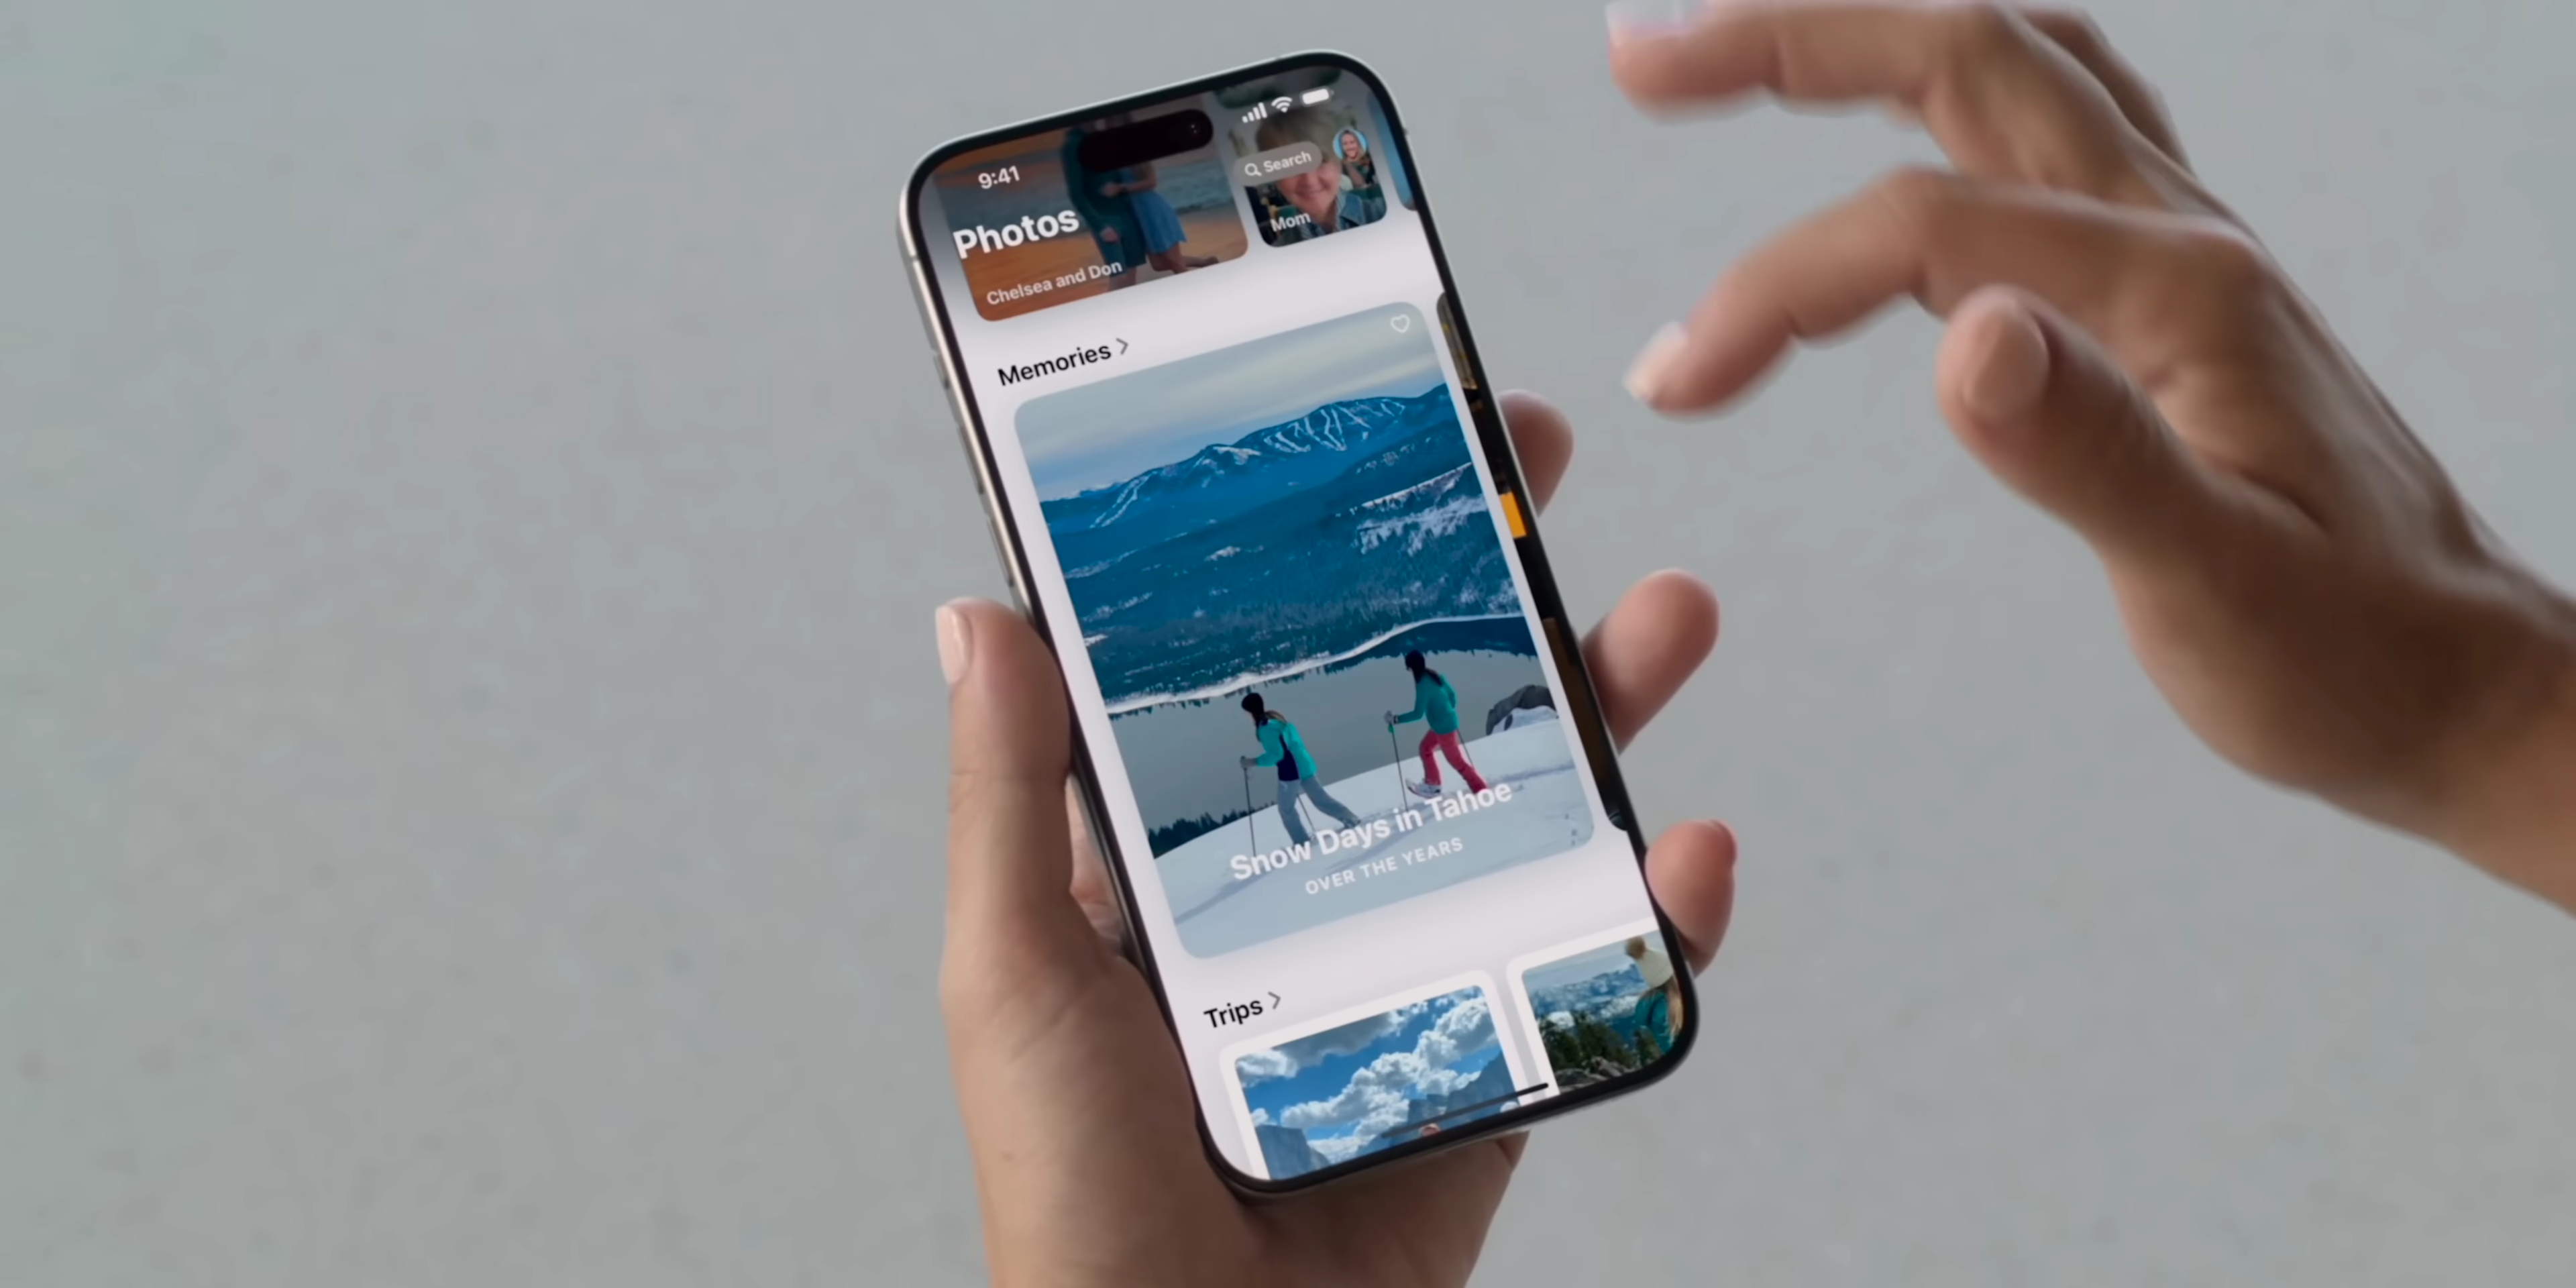 9:41
Search
Photos
Mom
Chelsea and Don
Memories
Snow Days in Tahoe
OVER THE YEARS
Trips